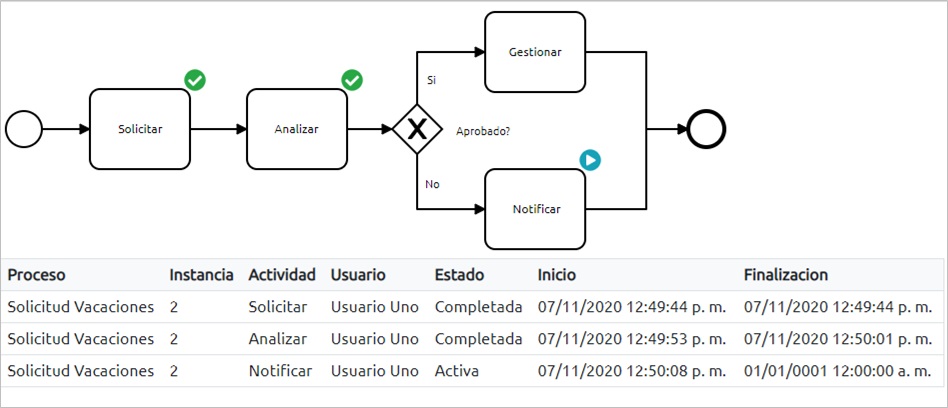 Gestionar
Si
Solicitar
Analizar
Aprobado?
No
Notificar
Proceso Instancia Actividad Usuario Estado Inicio Finalizacion
Solicitud Vacaciones 2 Solicitar Usuario Uno Completada 07/11/2020 12:49:44 p. m. 07/11/2020 12:49:44 p. m.
Solicitud Vacaciones 2 Analizar Usuario Uno Completada 07/11/2020 12:49:53 p. m. 07/11/2020 12:50:01 p. m.
Solicitud Vacaciones 2 Notificar Usuario Uno Activa 07/11/2020 12:50:08 p. m. 01/01/0001 12:00:00 a. m.